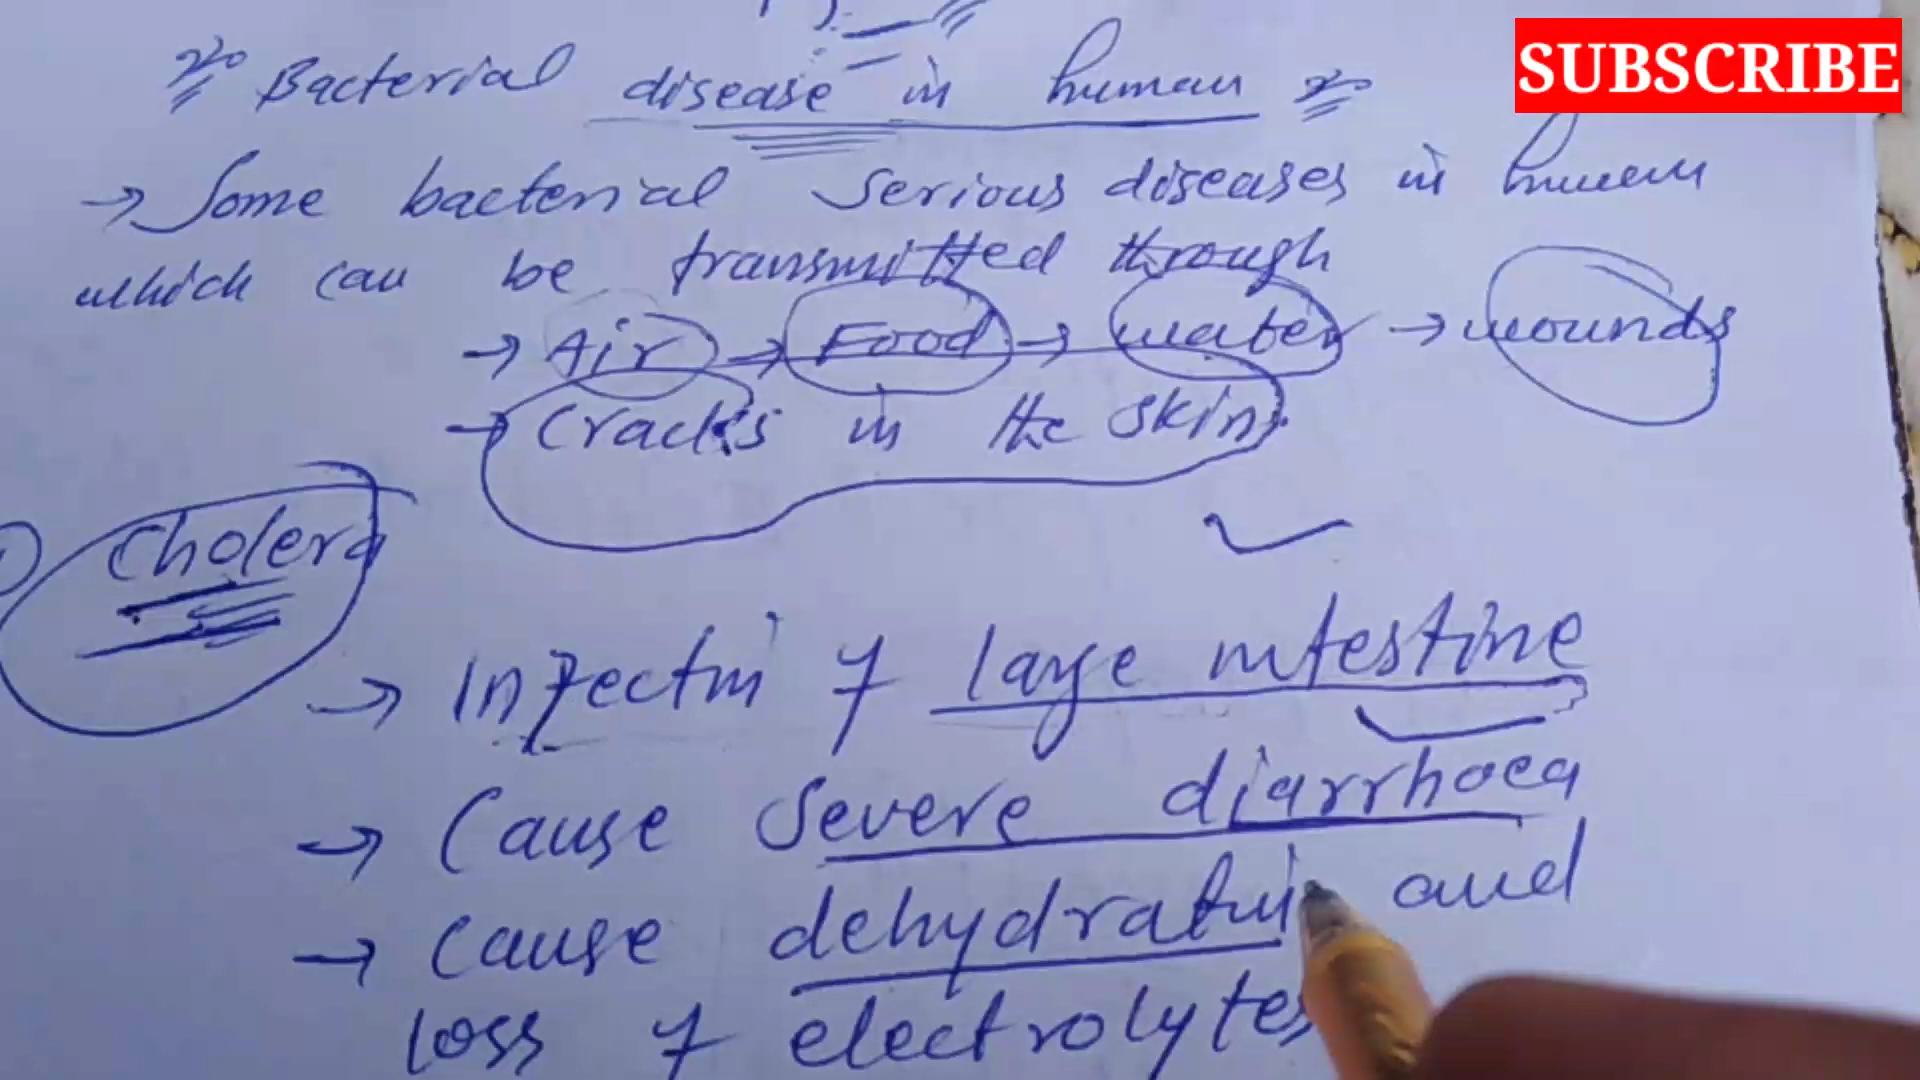 SUBSCRIBE
Bacterial disease in human
→ Some bacterial serious diseases in human
which can be transmitted through
→ Air → Food → water → wounds
→ Cracks in the skin.
Cholera
→ Infection of large intestine
→ Cause severe diarrhoea
→ Cause dehydration and
loss of electrolytes